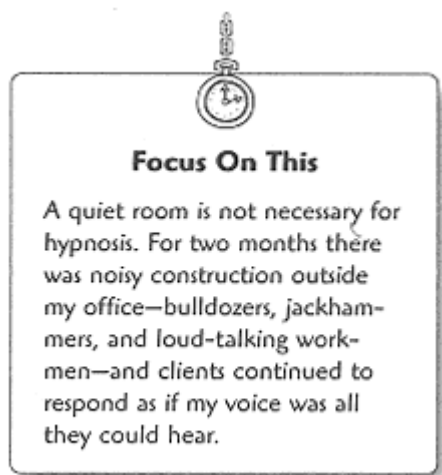 Focus On This
A quiet room is not necessary for
hypnosis. For two months there
was noisy construction outside
my office—bulldozers, jackham-
mers, and loud-talking work-
men—and clients continued to
respond as if my voice was all
they could hear.